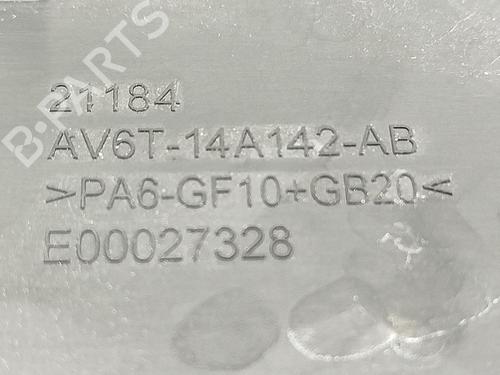 B-PARTS
21184
AV6T-14A142-AB
>PA6-GF10+GB20<
E00027328